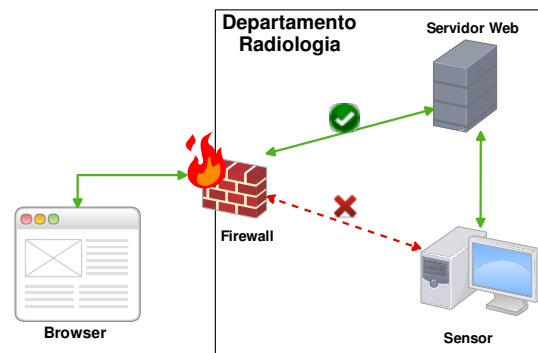 Departamento
Radiologia
Servidor Web
Firewall
Browser
Sensor